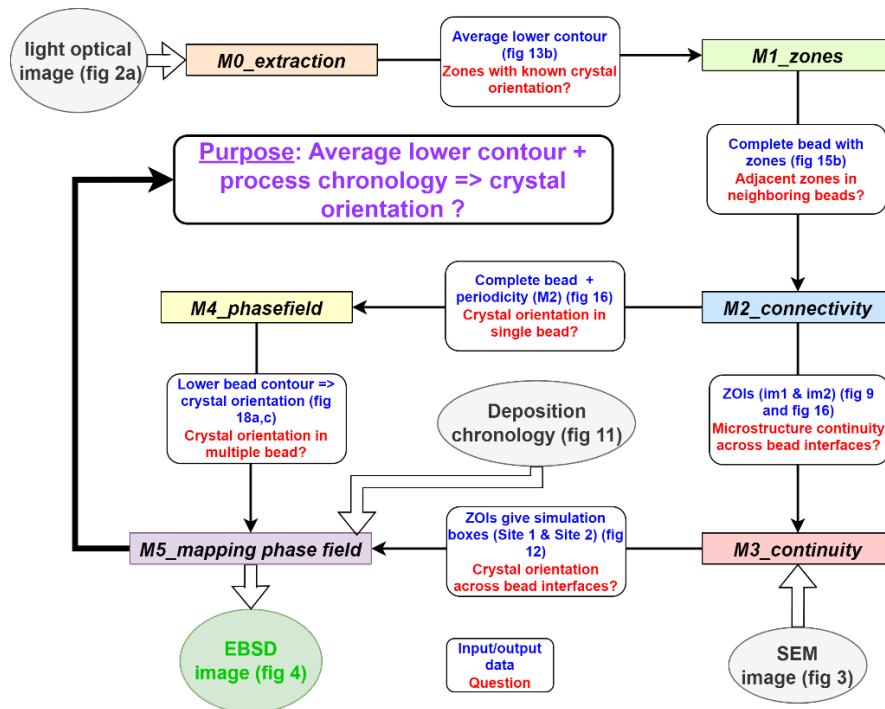 light optical
image (fig 2a)
M0_extraction
Average lower contour
(fig 13b)
Zones with known crystal
orientation?
M1_zones
Purpose: Average lower contour +
process chronology => crystal
orientation ?
Complete bead with
zones (fig 15b)
Adjacent zones in
neighboring beads?
M4_phasefield
Complete bead +
periodicity (M2) (fig 16)
Crystal orientation in
single bead?
M2_connectivity
Lower bead contour =>
crystal orientation (fig
18a,c)
Crystal orientation in
multiple bead?
Deposition
chronology (fig 11)
ZOIs (im1 & im2) (fig 9
and fig 16)
Microstructure continuity
across bead interfaces?
M5_mapping phase field
ZOIs give simulation
boxes (Site 1 & Site 2) (fig
12)
Crystal orientation
across bead interfaces?
M3_continuity
EBSD
image (fig 4)
Input/output
data
Question
SEM
image (fig 3)